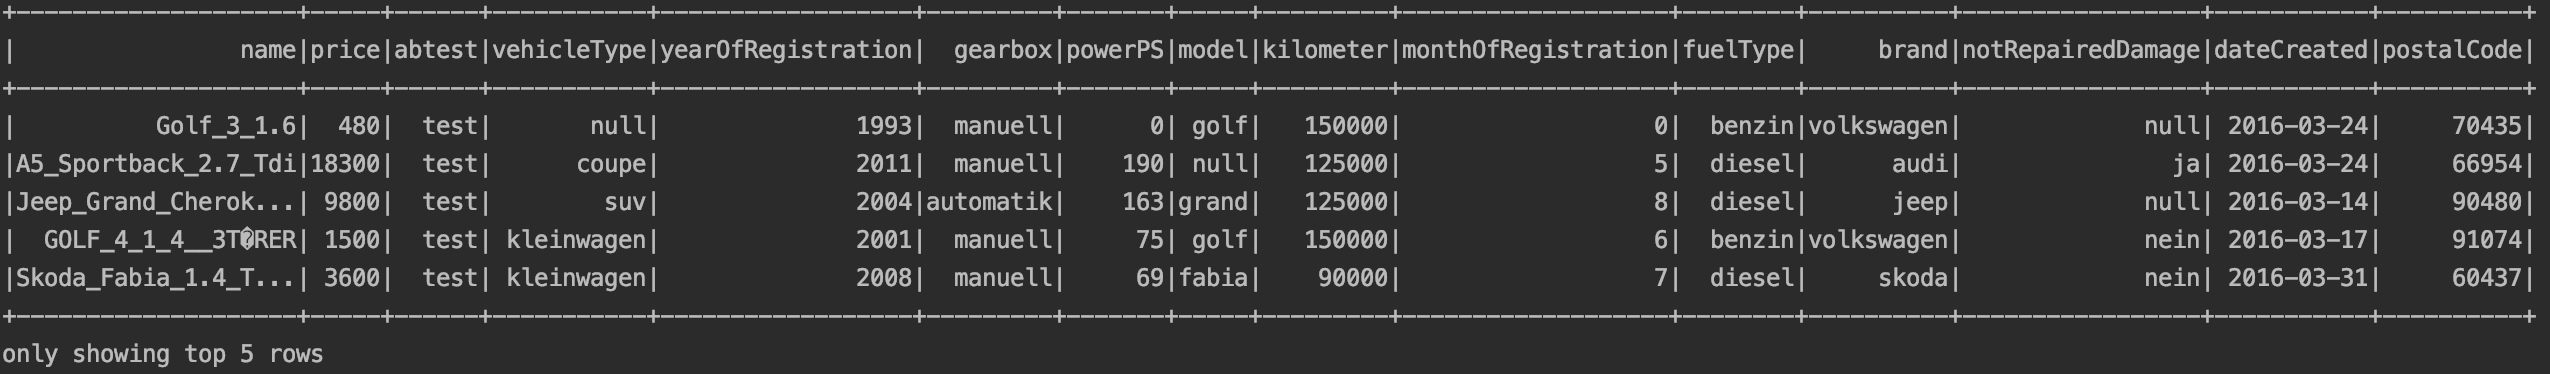 +--------------------+-----+------+-----------+------------------+---------+-------+-----+---------+-------------------+--------+----------+-----------------+-----------+----------+
|                name|price|abtest|vehicleType|yearOfRegistration|  gearbox|powerPS|model|kilometer|monthOfRegistration|fuelType|     brand|notRepairedDamage|dateCreated|postalCode|
+--------------------+-----+------+-----------+------------------+---------+-------+-----+---------+-------------------+--------+----------+-----------------+-----------+----------+
|          Golf_3_1.6|  480|  test|       null|              1993|  manuell|      0| golf|   150000|                  0|  benzin|volkswagen|             null| 2016-03-24|     70435|
|A5_Sportback_2.7_Tdi|18300|  test|      coupe|              2011|  manuell|    190| null|   125000|                  5|  diesel|      audi|               ja| 2016-03-24|     66954|
|Jeep_Grand_Cherok...| 9800|  test|        suv|              2004|automatik|    163|grand|   125000|                  8|  diesel|      jeep|             null| 2016-03-14|     90480|
|  GOLF_4_1_4__3T�RER| 1500|  test| kleinwagen|              2001|  manuell|     75| golf|   150000|                  6|  benzin|volkswagen|             nein| 2016-03-17|     91074|
|Skoda_Fabia_1.4_T...| 3600|  test| kleinwagen|              2008|  manuell|     69|fabia|    90000|                  7|  diesel|     skoda|             nein| 2016-03-31|     60437|
+--------------------+-----+------+-----------+------------------+---------+-------+-----+---------+-------------------+--------+----------+-----------------+-----------+----------+
only showing top 5 rows